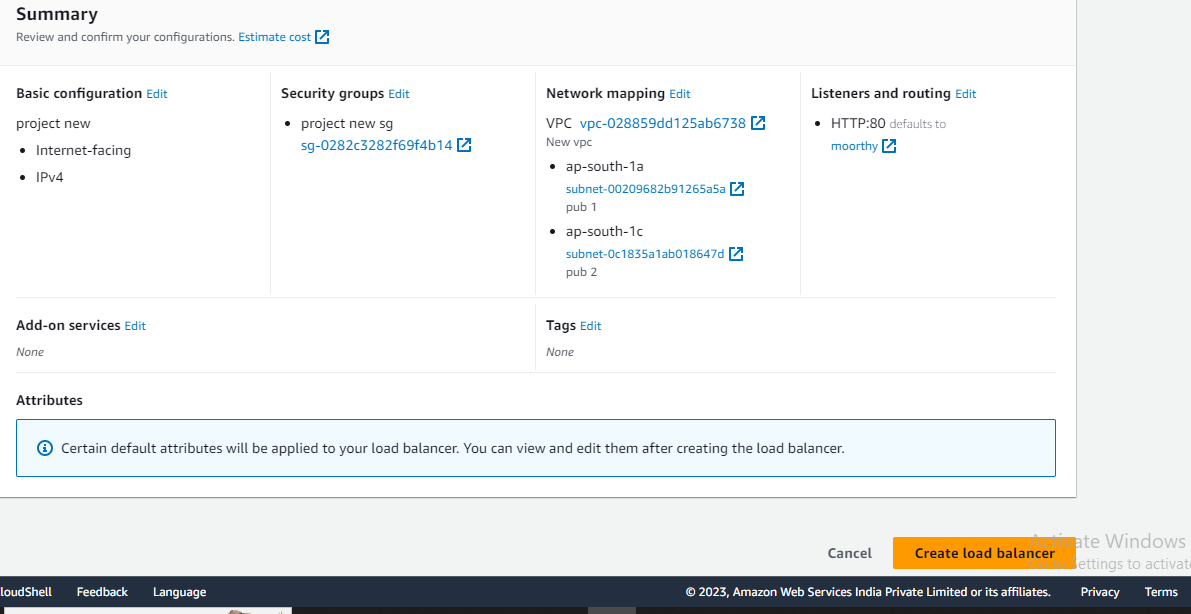 Summary
Review and confirm your configurations. Estimate cost
Basic configuration Edit
project new
Internet-facing
IPv4
Security groups Edit
project new sg
sg-0282c3282f69f4b14
Network mapping Edit
VPC vpc-028859dd125ab6738
New vpc
ap-south-1a
subnet-00209682b91265a5a
pub 1
ap-south-1c
subnet-0c1835a1ab018647d
pub 2
Listeners and routing Edit
HTTP:80 defaults to
moorthy
Add-on services Edit
None
Tags Edit
None
Attributes
Certain default attributes will be applied to your load balancer. You can view and edit them after creating the load balancer.
Cancel
Create load balancer
Activate Windows
Settings to activat
loudShell Feedback Language
© 2023, Amazon Web Services India Private Limited or its affiliates. Privacy Terms